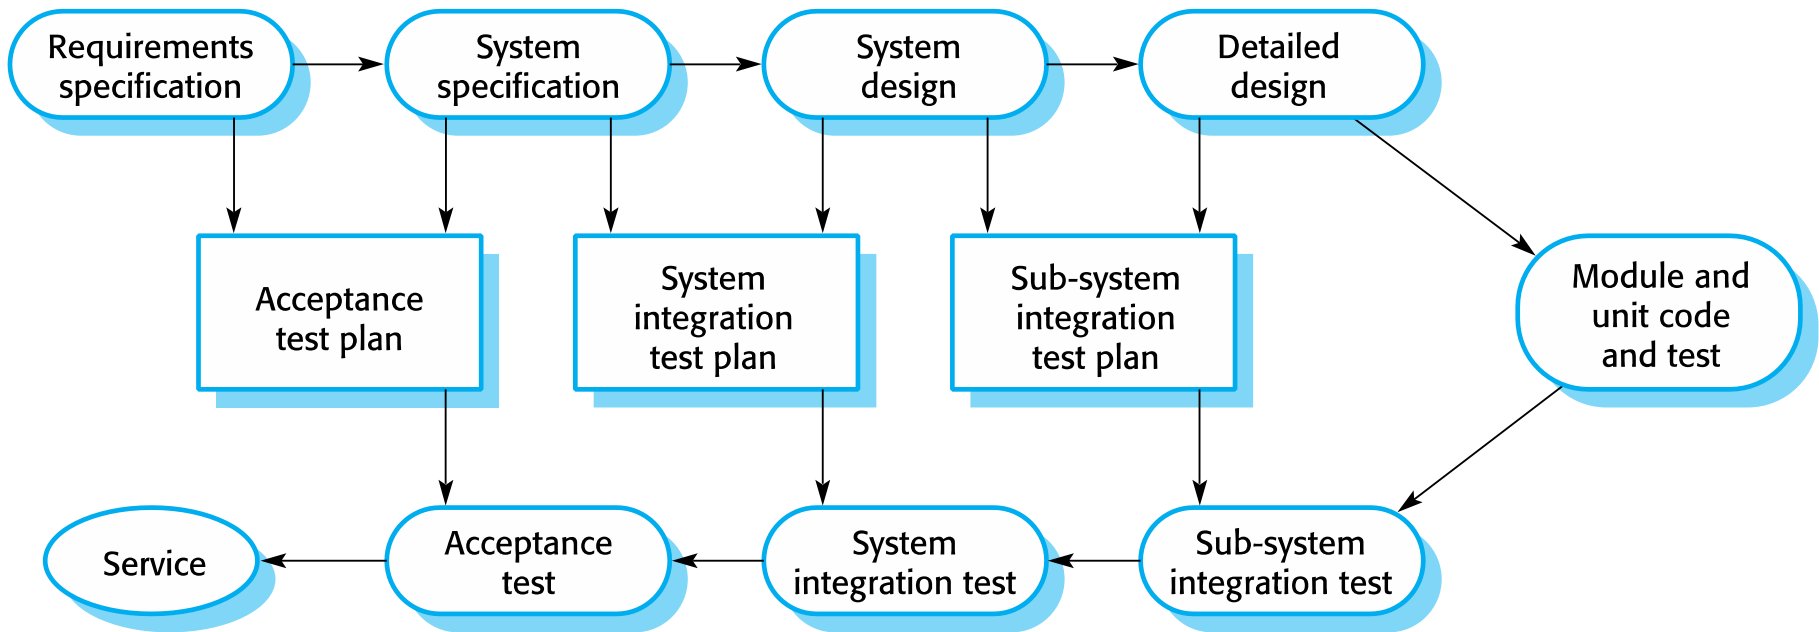 Requirements
specification
System
specification
System
design
Detailed
design
Acceptance
test plan
System
integration
test plan
Sub-system
integration
test plan
Module and
unit code
and test
Service
Acceptance
test
System
integration test
Sub-system
integration test